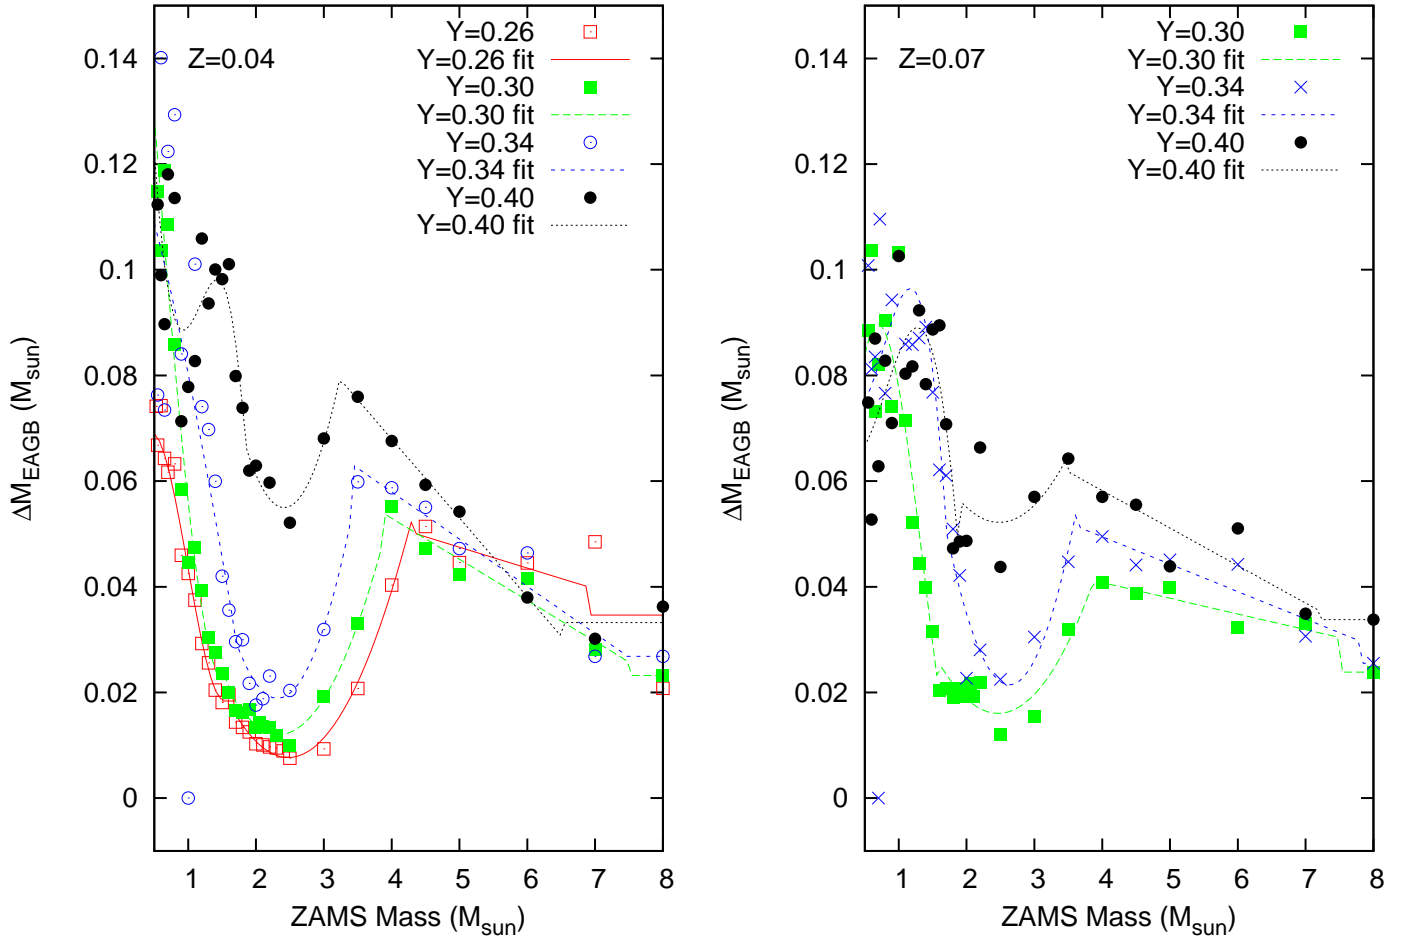 Z=0.04
Y=0.26
Y=0.26 fit
Y=0.30
Y=0.30 fit
Y=0.34
Y=0.34 fit
Y=0.40
Y=0.40 fit
0.14
0.12
0.1
0.08
0.06
0.04
0.02
0
ΔM_EAGB (M_sun)
1 2 3 4 5 6 7 8
ZAMS Mass (M_sun)
Z=0.07
Y=0.30
Y=0.30 fit
Y=0.34
Y=0.34 fit
Y=0.40
Y=0.40 fit
0.14
0.12
0.1
0.08
0.06
0.04
0.02
0
ΔM_EAGB (M_sun)
1 2 3 4 5 6 7 8
ZAMS Mass (M_sun)